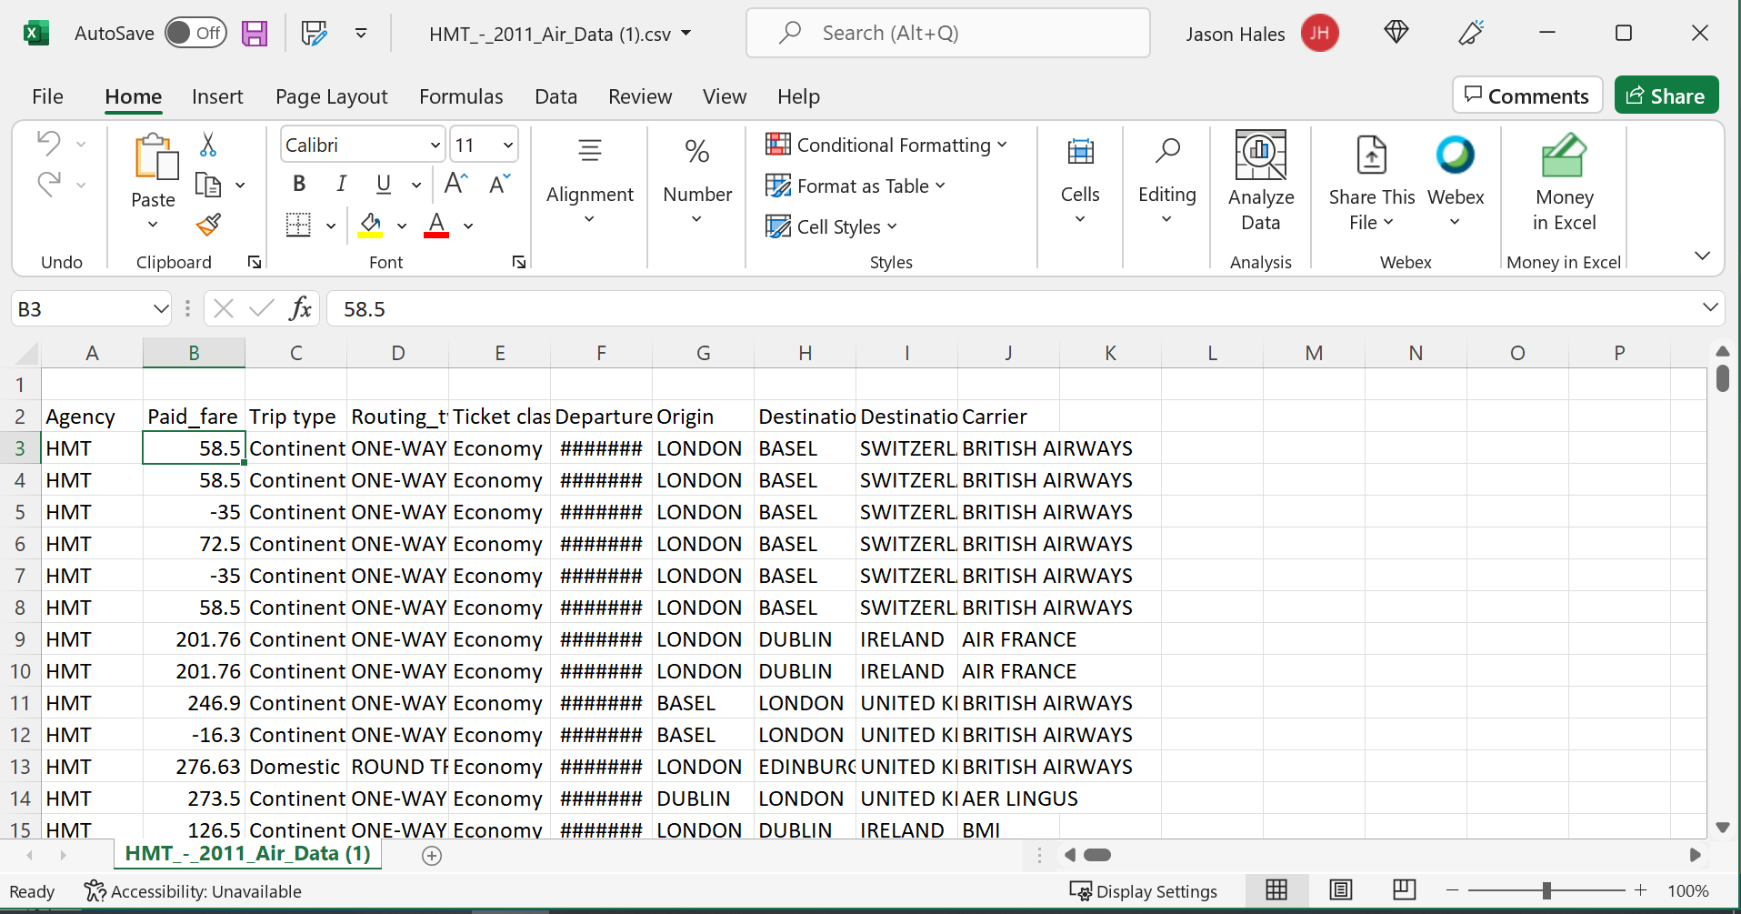 AutoSave Off HMT_-_2011_Air_Data (1).csv Search (Alt+Q) Jason Hales JH
File Home Insert Page Layout Formulas Data Review View Help Comments Share
Calibri 11 Conditional Formatting
Paste B I U A A Alignment % Number Format as Table Cells Editing Analyze Data Share This File Webex Money in Excel
A Cell Styles
Undo Clipboard Font Styles Analysis Webex Money in Excel
B3 fx 58.5
A B C D E F G H I J K L M N O P
1
2 Agency Paid_fare Trip type Routing_t Ticket clas Departure Origin Destinatio Destinatio Carrier
3 HMT 58.5 Continent ONE-WAY Economy ####### LONDON BASEL SWITZERL BRITISH AIRWAYS
4 HMT 58.5 Continent ONE-WAY Economy ####### LONDON BASEL SWITZERL BRITISH AIRWAYS
5 HMT -35 Continent ONE-WAY Economy ####### LONDON BASEL SWITZERL BRITISH AIRWAYS
6 HMT 72.5 Continent ONE-WAY Economy ####### LONDON BASEL SWITZERL BRITISH AIRWAYS
7 HMT -35 Continent ONE-WAY Economy ####### LONDON BASEL SWITZERL BRITISH AIRWAYS
8 HMT 58.5 Continent ONE-WAY Economy ####### LONDON BASEL SWITZERL BRITISH AIRWAYS
9 HMT 201.76 Continent ONE-WAY Economy ####### LONDON DUBLIN IRELAND AIR FRANCE
10 HMT 201.76 Continent ONE-WAY Economy ####### LONDON DUBLIN IRELAND AIR FRANCE
11 HMT 246.9 Continent ONE-WAY Economy ####### BASEL LONDON UNITED KI BRITISH AIRWAYS
12 HMT -16.3 Continent ONE-WAY Economy ####### BASEL LONDON UNITED KI BRITISH AIRWAYS
13 HMT 276.63 Domestic ROUND TR Economy ####### LONDON EDINBURG UNITED KI BRITISH AIRWAYS
14 HMT 273.5 Continent ONE-WAY Economy ####### DUBLIN LONDON UNITED KI AER LINGUS
15 HMT 126.5 Continent ONE-WAY Economy ####### LONDON DUBLIN IRELAND BMI
HMT_-_2011_Air_Data (1)
Ready Accessibility: Unavailable Display Settings 100%